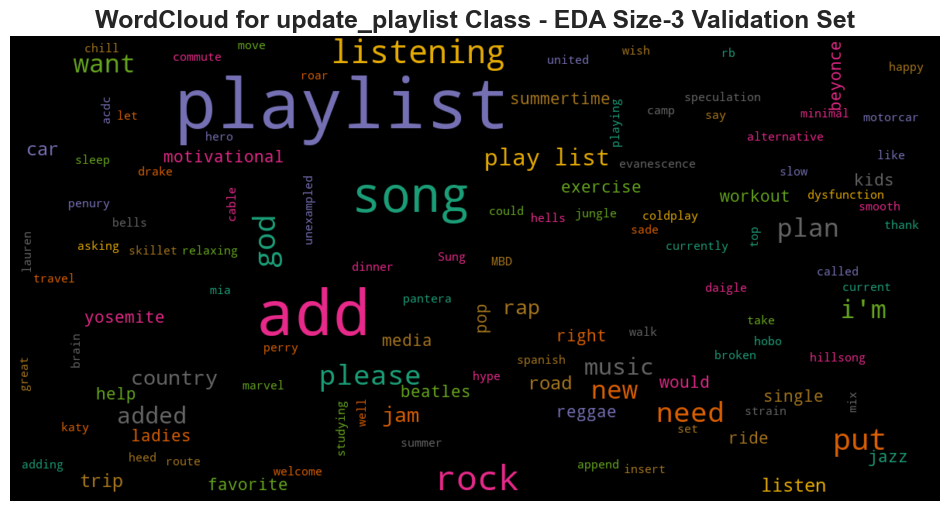 WordCloud for update_playlist Class - EDA Size-3 Validation Set
chill
move
listening
wish
rb
want
commute
united
beyonce
happy
roar
playlist
acdc
let
summertime
speculation
camp
say
minimal
motorcar
playing
hero
alternative
car
sleep
motivational
drake
play list
evanescence
slow
like
kids
penury
cable
unexampled
song
exercise
workout
dysfunction
smooth
bells
god
could
hells
jungle
coldplay
sade
plan
thank
lauren
asking
skillet
relaxing
Sung
MBD
currently
top
travel
dinner
called
mia
daigle
current
yosemite
add
pantera
pop
rap
take
i'm
brain
perry
media
right
walk
hobo
broken
hillsong
great
country
marvel
please
spanish
hype
music
help
beatles
road
new
would
single
added
studying
well
jam
reggae
need
strain
mix
katy
ladies
summer
set
ride
put
adding
heed
route
welcome
append
insert
jazz
trip
favorite
rock
listen